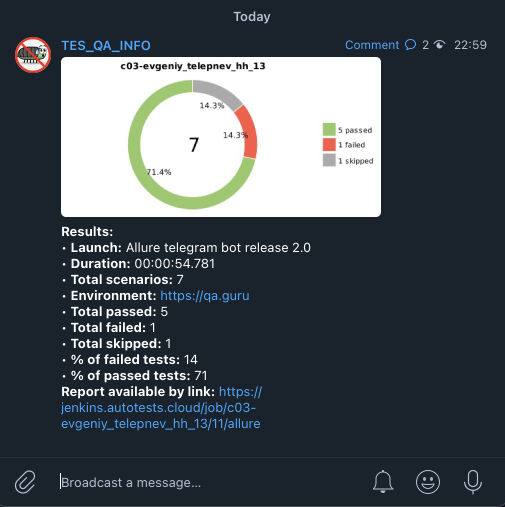 Today
TES_QA_INFO
Comment 2 22:59
c03-evgeniy_telepnev_hh_13
14.3%
14.3%
7
71.4%
5 passed
1 failed
1 skipped
Results:
• Launch: Allure telegram bot release 2.0
• Duration: 00:00:54.781
• Total scenarios: 7
• Environment: https://qa.guru
• Total passed: 5
• Total failed: 1
• Total skipped: 1
• % of failed tests: 14
• % of passed tests: 71
Report available by link: https://
jenkins.autotests.cloud/job/c03-
evgeniy_telepnev_hh_13/11/allure
Broadcast a message...